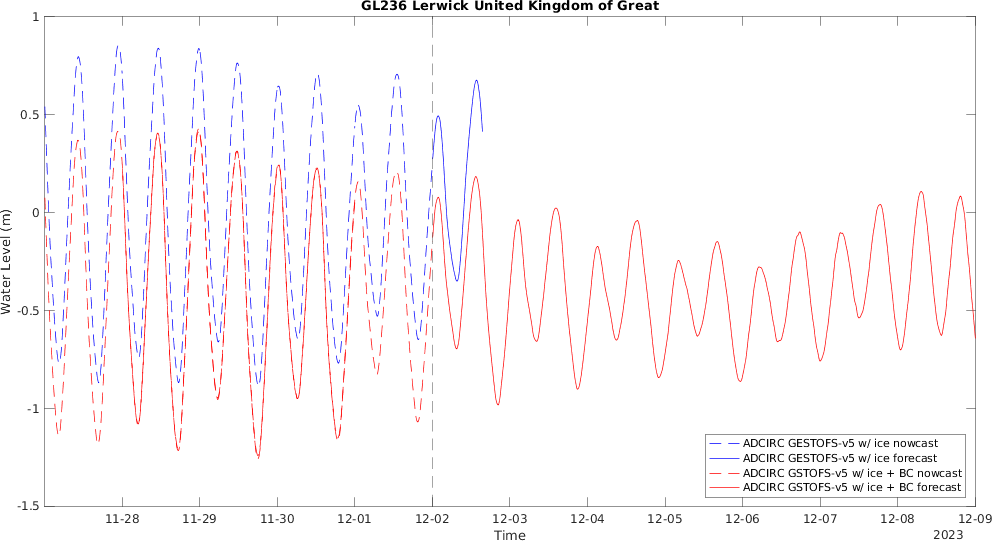 GL236 Lerwick United Kingdom of Great
1
0.5
0
-0.5
-1
-1.5
Water Level (m)
11-28 11-29 11-30 12-01 12-02 12-03 12-04 12-05 12-06 12-07 12-08 12-09
Time
2023
ADCIRC GESTOFS-v5 w/ ice nowcast
ADCIRC GESTOFS-v5 w/ ice forecast
ADCIRC GSTOFS-v5 w/ ice + BC nowcast
ADCIRC GSTOFS-v5 w/ ice + BC forecast